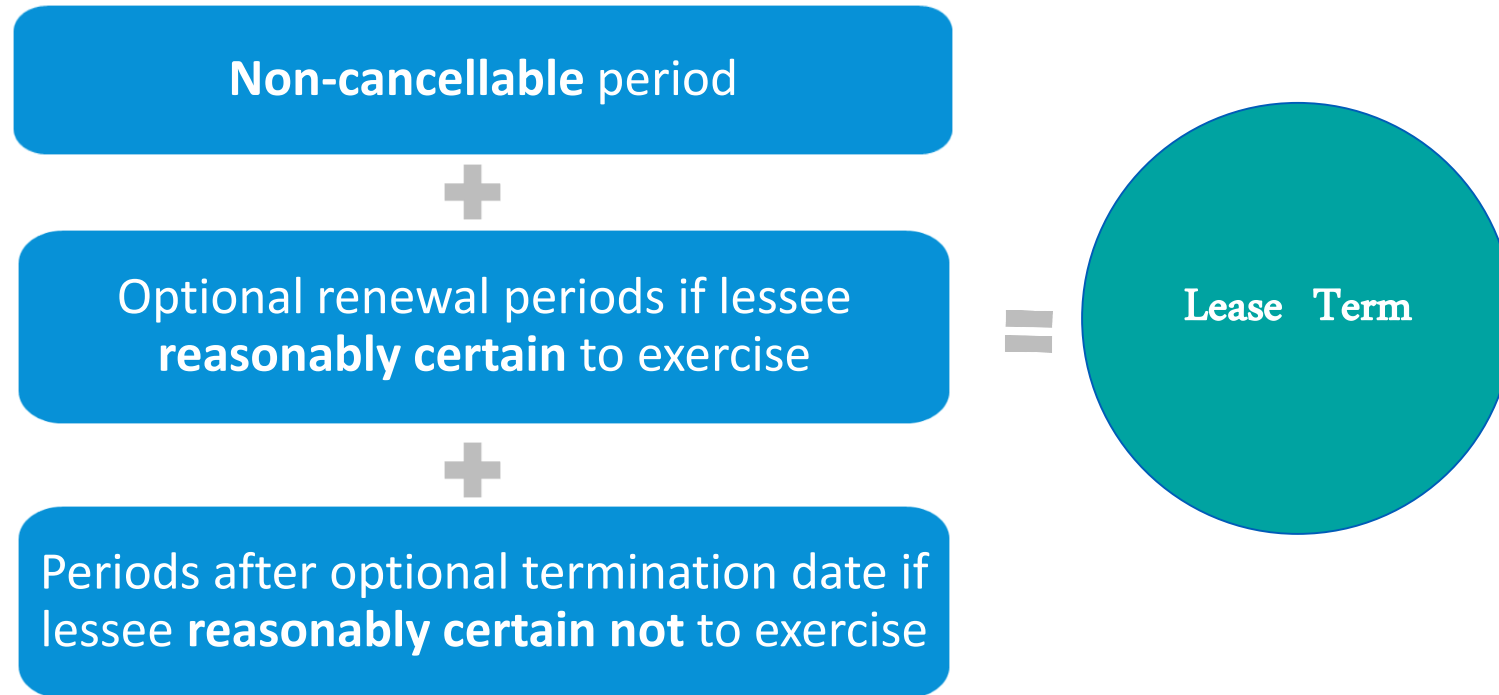 Non-cancellable period
Optional renewal periods if lessee
reasonably certain to exercise
Lease Term
Periods after optional termination date if
lessee reasonably certain not to exercise